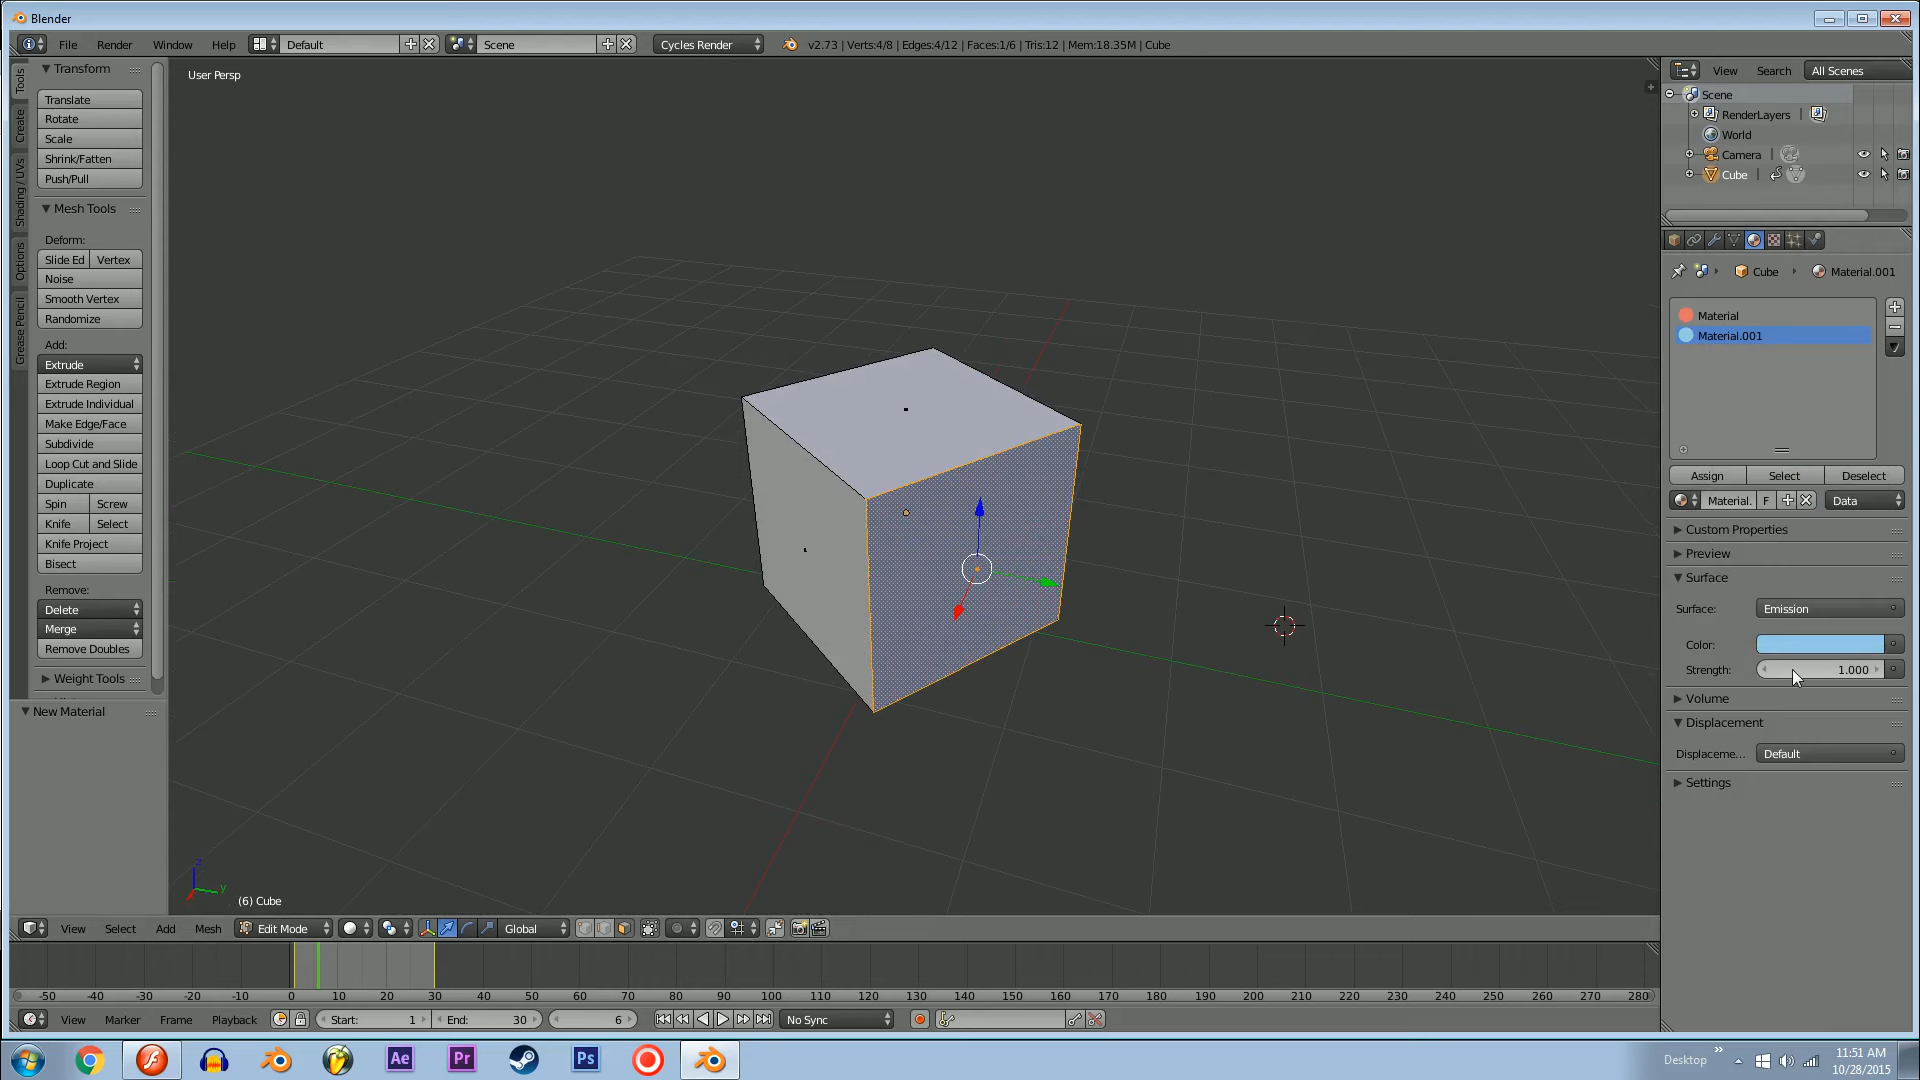 Blender
File Render Window Help Default Scene Cycles Render v2.73 | Verts:4/8 | Edges:4/12 | Faces:1/6 | Tris:12 | Mem:18.35M | Cube
Tools
Create
Shading / UVs
Options
Grease Pencil
Transform
Translate
Rotate
Scale
Shrink/Fatten
Push/Pull
Mesh Tools
Deform:
Slide Ed Vertex
Noise
Smooth Vertex
Randomize
Add:
Extrude
Extrude Region
Extrude Individual
Make Edge/Face
Subdivide
Loop Cut and Slide
Duplicate
Spin Screw
Knife Select
Knife Project
Bisect
Remove:
Delete
Merge
Remove Doubles
Weight Tools
New Material
User Persp
z
y
(6) Cube
View Search All Scenes
Scene
RenderLayers
World
Camera
Cube
Cube Material.001
Material
Material.001
Assign Select Deselect
Material. F Data
Custom Properties
Preview
Surface
Surface: Emission
Color:
Strength: 1.000
Volume
Displacement
Displaceme... Default
Settings
View Select Add Mesh Edit Mode Global
-50 -40 -30 -20 -10 0 10 20 30 40 50 60 70 80 90 100 110 120 130 140 150 160 170 180 190 200 210 220 230 240 250 260 270 280
View Marker Frame Playback Start: 1 End: 30 6 No Sync
Ae Pr Ps Desktop
11:51 AM
10/28/2015